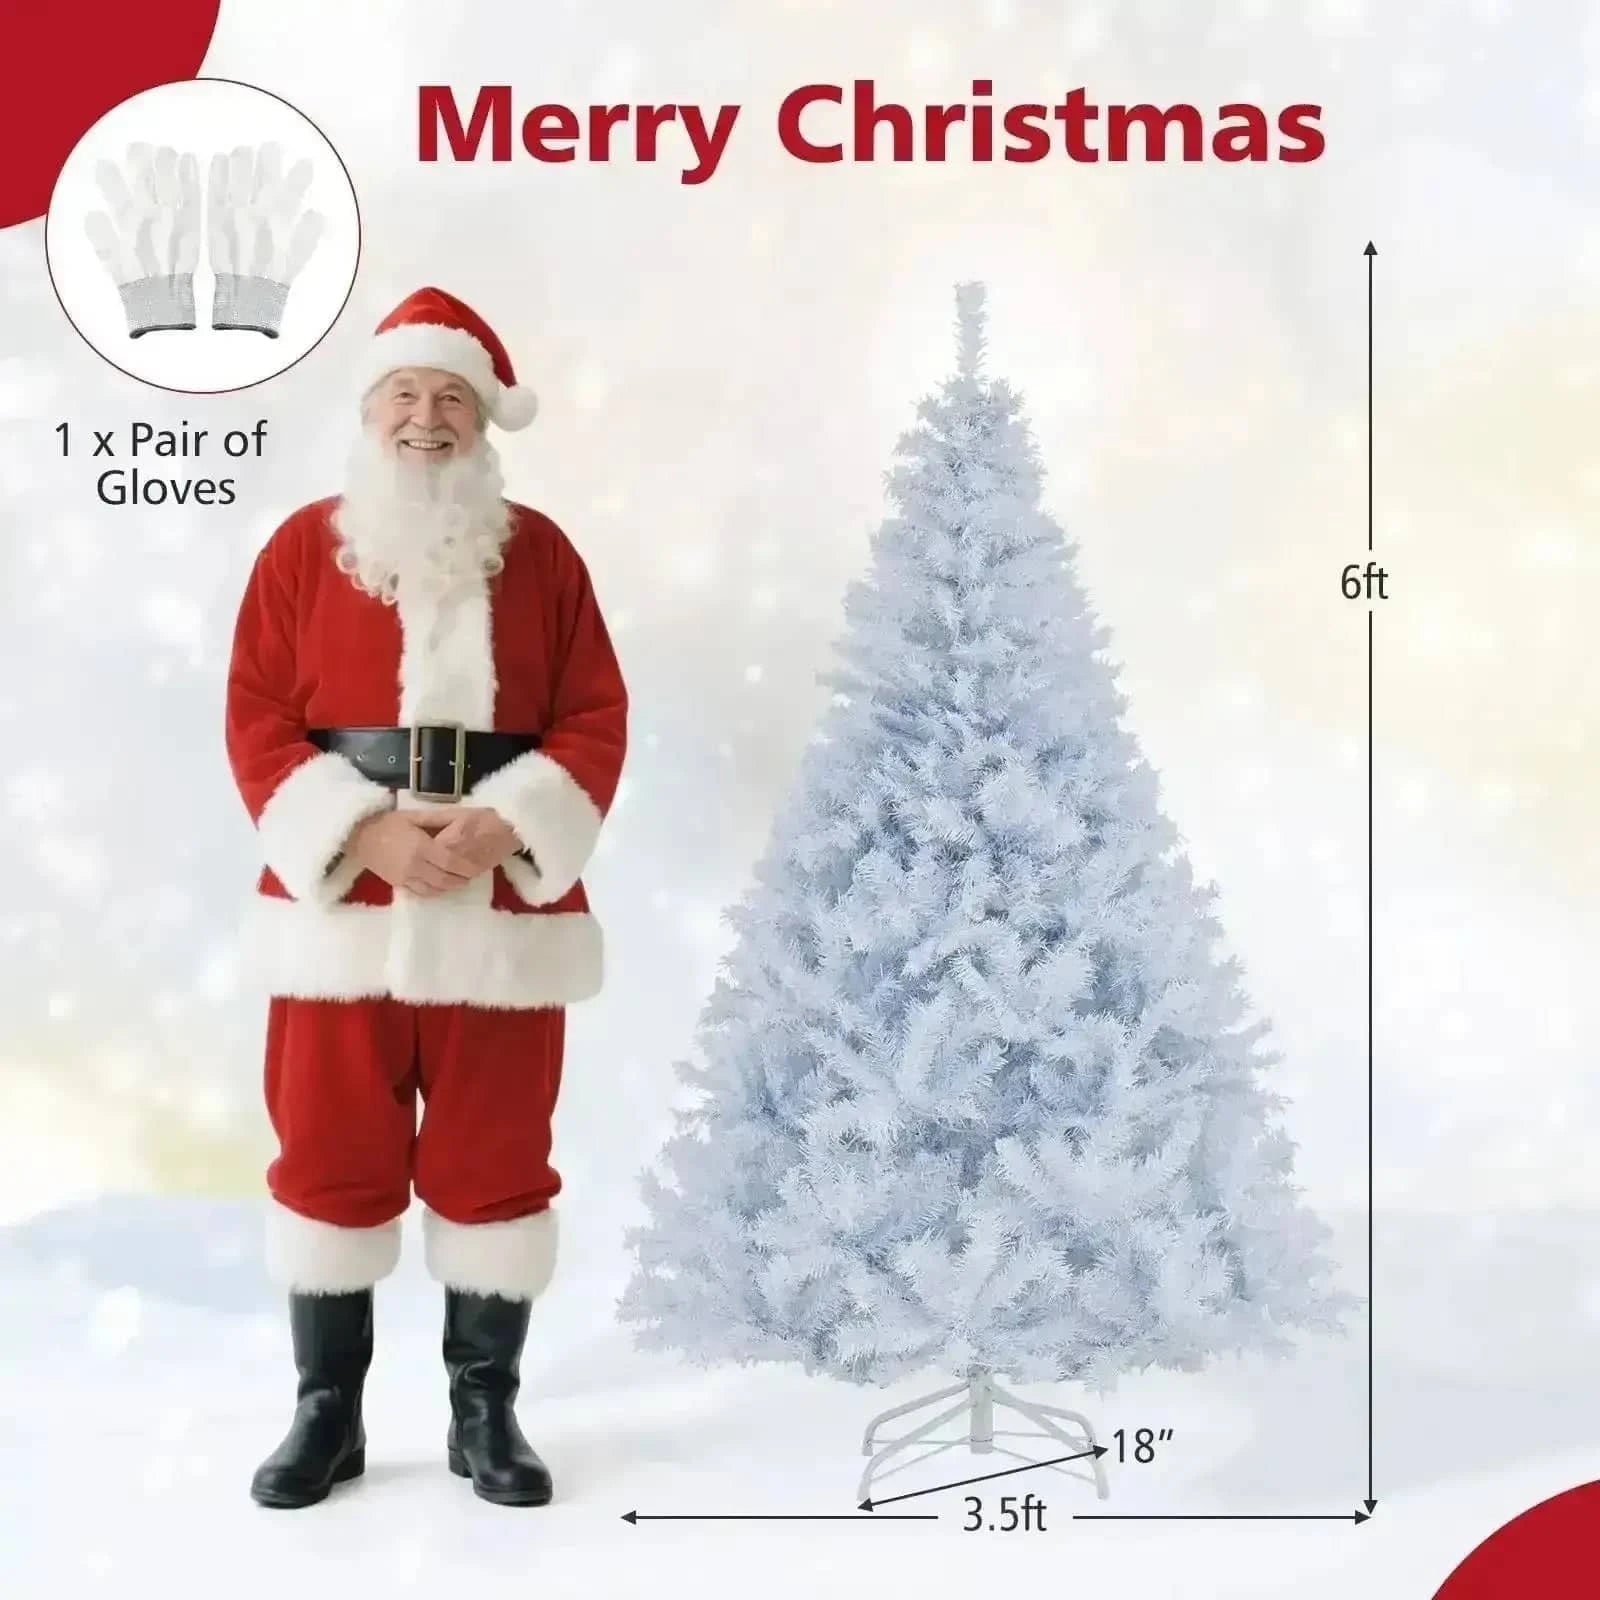 Merry Christmas
1 x Pair of
Gloves
6ft
18”
3.5ft